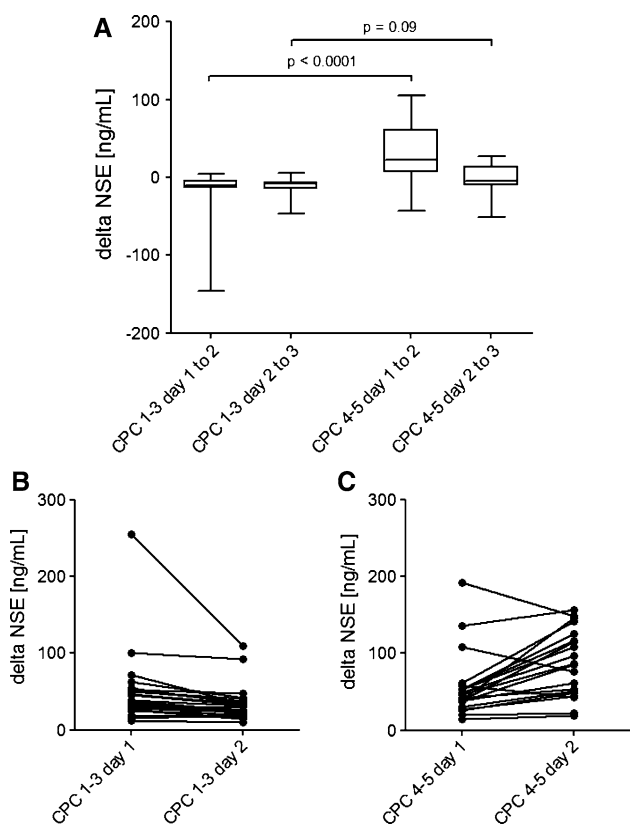 A
p = 0.09
p < 0.0001
delta NSE [ng/mL]
200
100
0
-100
-200
CPC 1-3 day 1 to 2
CPC 1-3 day 2 to 3
CPC 4-5 day 1 to 2
CPC 4-5 day 2 to 3
B
delta NSE [ng/mL]
300
200
100
0
CPC 1-3 day 1
CPC 1-3 day 2
C
delta NSE [ng/mL]
300
200
100
0
CPC 4-5 day 1
CPC 4-5 day 2